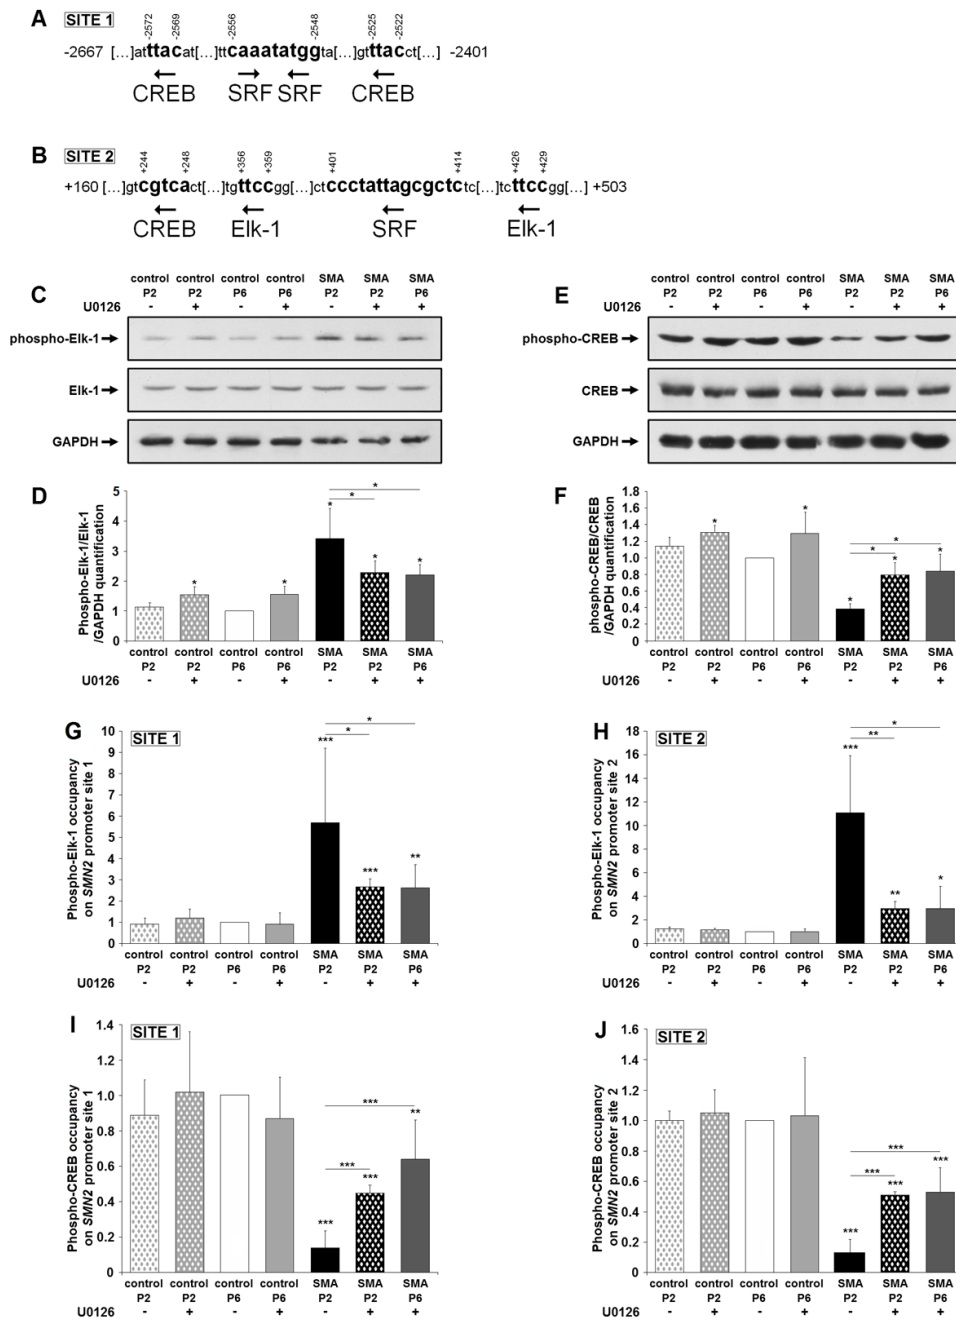 A SITE 1
-2572 -2569 -2556 -2548 -2525 -2522
-2667 [...]atttacat[...]ttcaaatatggta[...]gtttaccct[...] -2401
CREB SRF SRF CREB
B SITE 2
+244 +248 +356 +359 +401 +414 +426 +429
+160 [...]gtcgtcact[...]tgttccgg[...]ctccctattagcgctctc[...]tcttccgg[...] +503
CREB Elk-1 SRF Elk-1
C
control control control control SMA SMA SMA
P2 P2 P6 P6 P2 P2 P6
U0126 - + - + - + +
phospho-Elk-1
Elk-1
GAPDH
E
control control control control SMA SMA SMA
P2 P2 P6 P6 P2 P2 P6
U0126 - + - + - + +
phospho-CREB
CREB
GAPDH
D
Phospho-Elk-1/Elk-1
/GAPDH quantification
5
4
3
2
1
0
* * * * * * *
control control control control SMA SMA SMA
P2 P2 P6 P6 P2 P2 P6
U0126 - + - + - + +
F
phospho-CREB/CREB
/GAPDH quantification
1.8
1.6
1.4
1.2
1.0
0.8
0.6
0.4
0.2
0
* * * * * * *
control control control control SMA SMA SMA
P2 P2 P6 P6 P2 P2 P6
U0126 - + - + - + +
G SITE 1
Phospho-Elk-1 occupancy
on SMN2 promoter site 1
10
9
8
7
6
5
4
3
2
1
0
*
*
*** *** **
control control control control SMA SMA SMA
P2 P2 P6 P6 P2 P2 P6
U0126 - + - + - + +
H SITE 2
Phospho-Elk-1 occupancy
on SMN2 promoter site 2
18
16
14
12
10
8
6
4
2
0
*
**
*** ** *
control control control control SMA SMA SMA
P2 P2 P6 P6 P2 P2 P6
U0126 - + - + - + +
I SITE 1
Phospho-CREB occupancy
on SMN2 promoter site 1
1.4
1.2
1.0
0.8
0.6
0.4
0.2
0
***
***
*** *** **
control control control control SMA SMA SMA
P2 P2 P6 P6 P2 P2 P6
U0126 - + - + - + +
J SITE 2
Phospho-CREB occupancy
on SMN2 promoter site 2
1.6
1.4
1.2
1.0
0.8
0.6
0.4
0.2
0
***
***
*** *** ***
control control control control SMA SMA SMA
P2 P2 P6 P6 P2 P2 P6
U0126 - + - + - + +